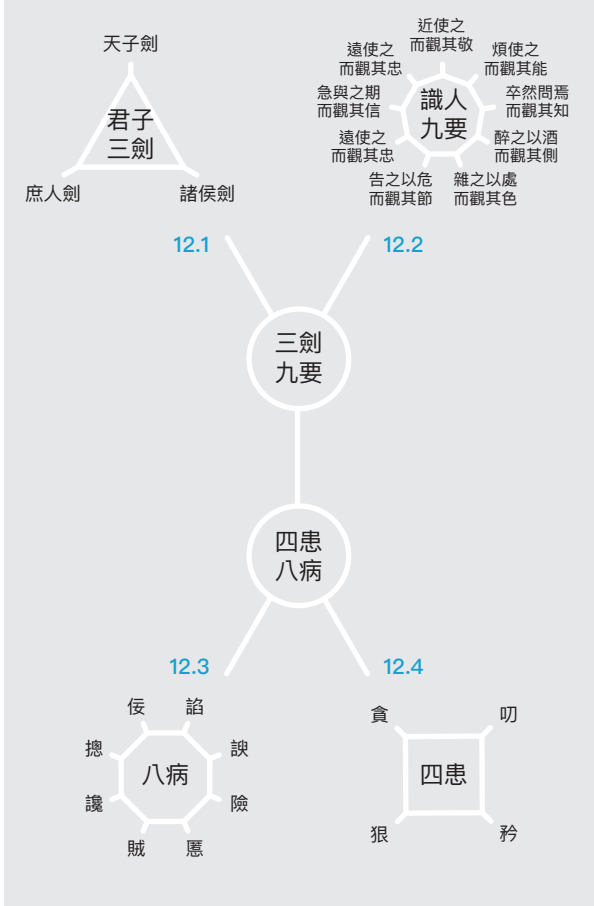 天子劍
君子
三劍
庶人劍
諸侯劍
12.1
近使之
而觀其敬
煩使之
而觀其能
卒然問焉
而觀其知
醉之以酒
而觀其側
雜之以處
而觀其色
告之以危
而觀其節
遠使之
而觀其忠
急與之期
而觀其信
遠使之
而觀其忠
識人
九要
12.2
三劍
九要
四患
八病
12.3
佞
諂
諛
險
慝
賊
讒
摠
八病
12.4
貪
叨
四患
狠
矜